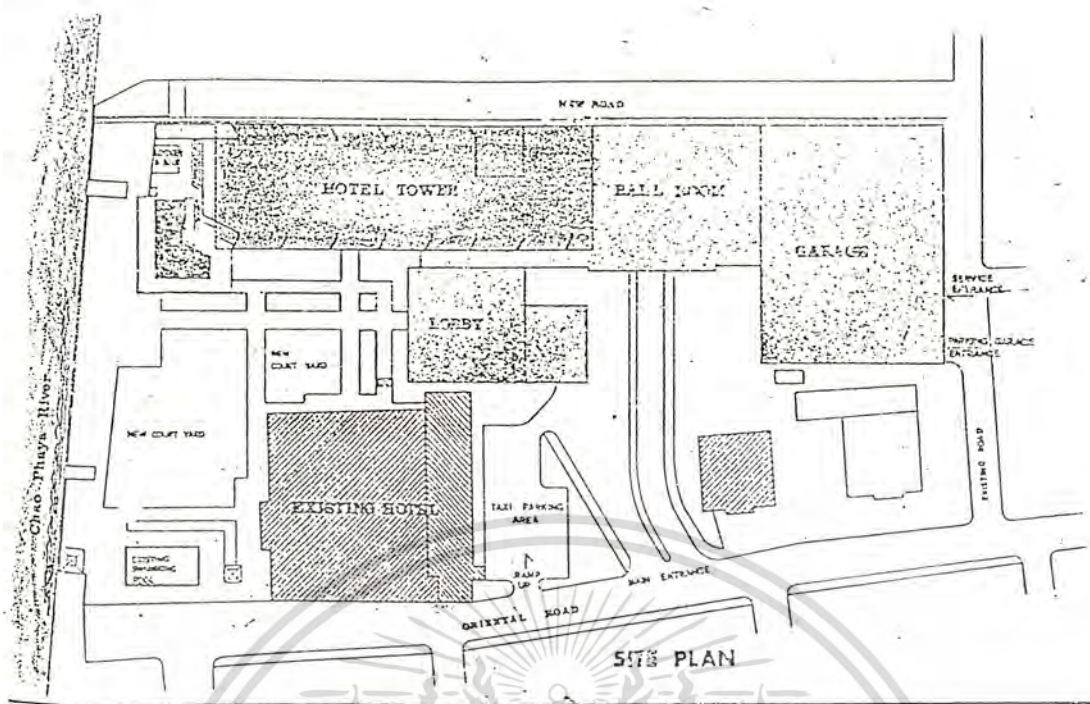 NEW ROAD
HOTEL TOWER
BALL ROOM
GARAGE
SERVICE
ENTRANCE
LOBBY
PARKING GARAGE
ENTRANCE
NEW
COURT YARD
NEW COURT YARD
Chao Phaya River
EXISTING HOTEL
TAXI PARKING
AREA
EXISTING ROAD
EXISTING
SWIMMING
POOL
RAMP
UP
MAIN ENTRANCE
ORIENTAL ROAD
SITE PLAN